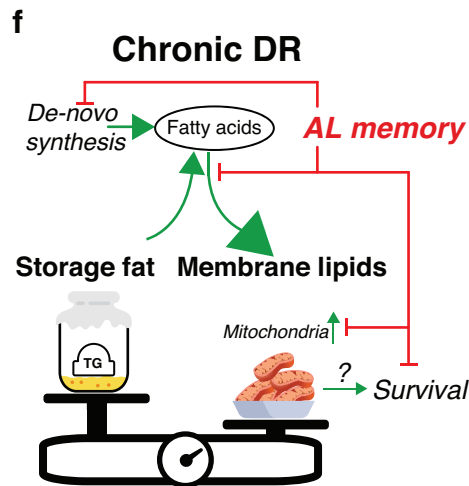 f
Chronic DR
De-novo
synthesis
Fatty acids
AL memory
Storage fat
Membrane lipids
TG
Mitochondria
?
Survival